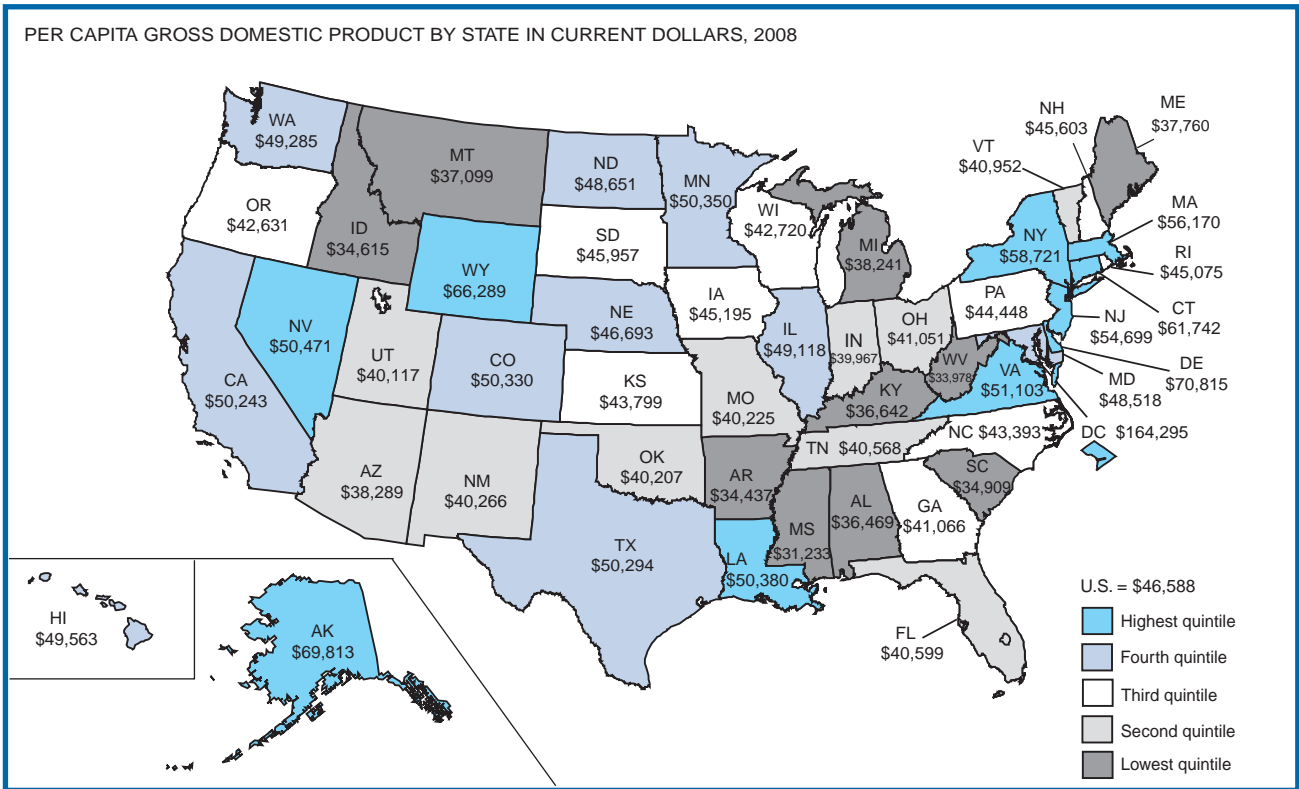 PER CAPITA GROSS DOMESTIC PRODUCT BY STATE IN CURRENT DOLLARS, 2008
WA
$49,285
MT
$37,099
ND
$48,651
MN
$50,350
OR
$42,631
ID
$34,615
WY
$66,289
SD
$45,957
WI
$42,720
MI
$38,241
VT
$40,952
NH
$45,603
ME
$37,760
MA
$56,170
NY
$58,721
RI
$45,075
CT
$61,742
PA
$44,448
NJ
$54,699
DE
$70,815
MD
$48,518
DC $164,295
NV
$50,471
UT
$40,117
CO
$50,330
NE
$46,693
IA
$45,195
IL
$49,118
IN
$39,967
OH
$41,051
WV
$33,978
VA
$51,103
CA
$50,243
KS
$43,799
MO
$40,225
KY
$36,642
NC $43,393
TN $40,568
AZ
$38,289
NM
$40,266
OK
$40,207
AR
$34,437
SC
$34,909
MS
$31,233
AL
$36,469
GA
$41,066
TX
$50,294
LA
$50,380
FL
$40,599
HI
$49,563
AK
$69,813
U.S. = $46,588
Highest quintile
Fourth quintile
Third quintile
Second quintile
Lowest quintile